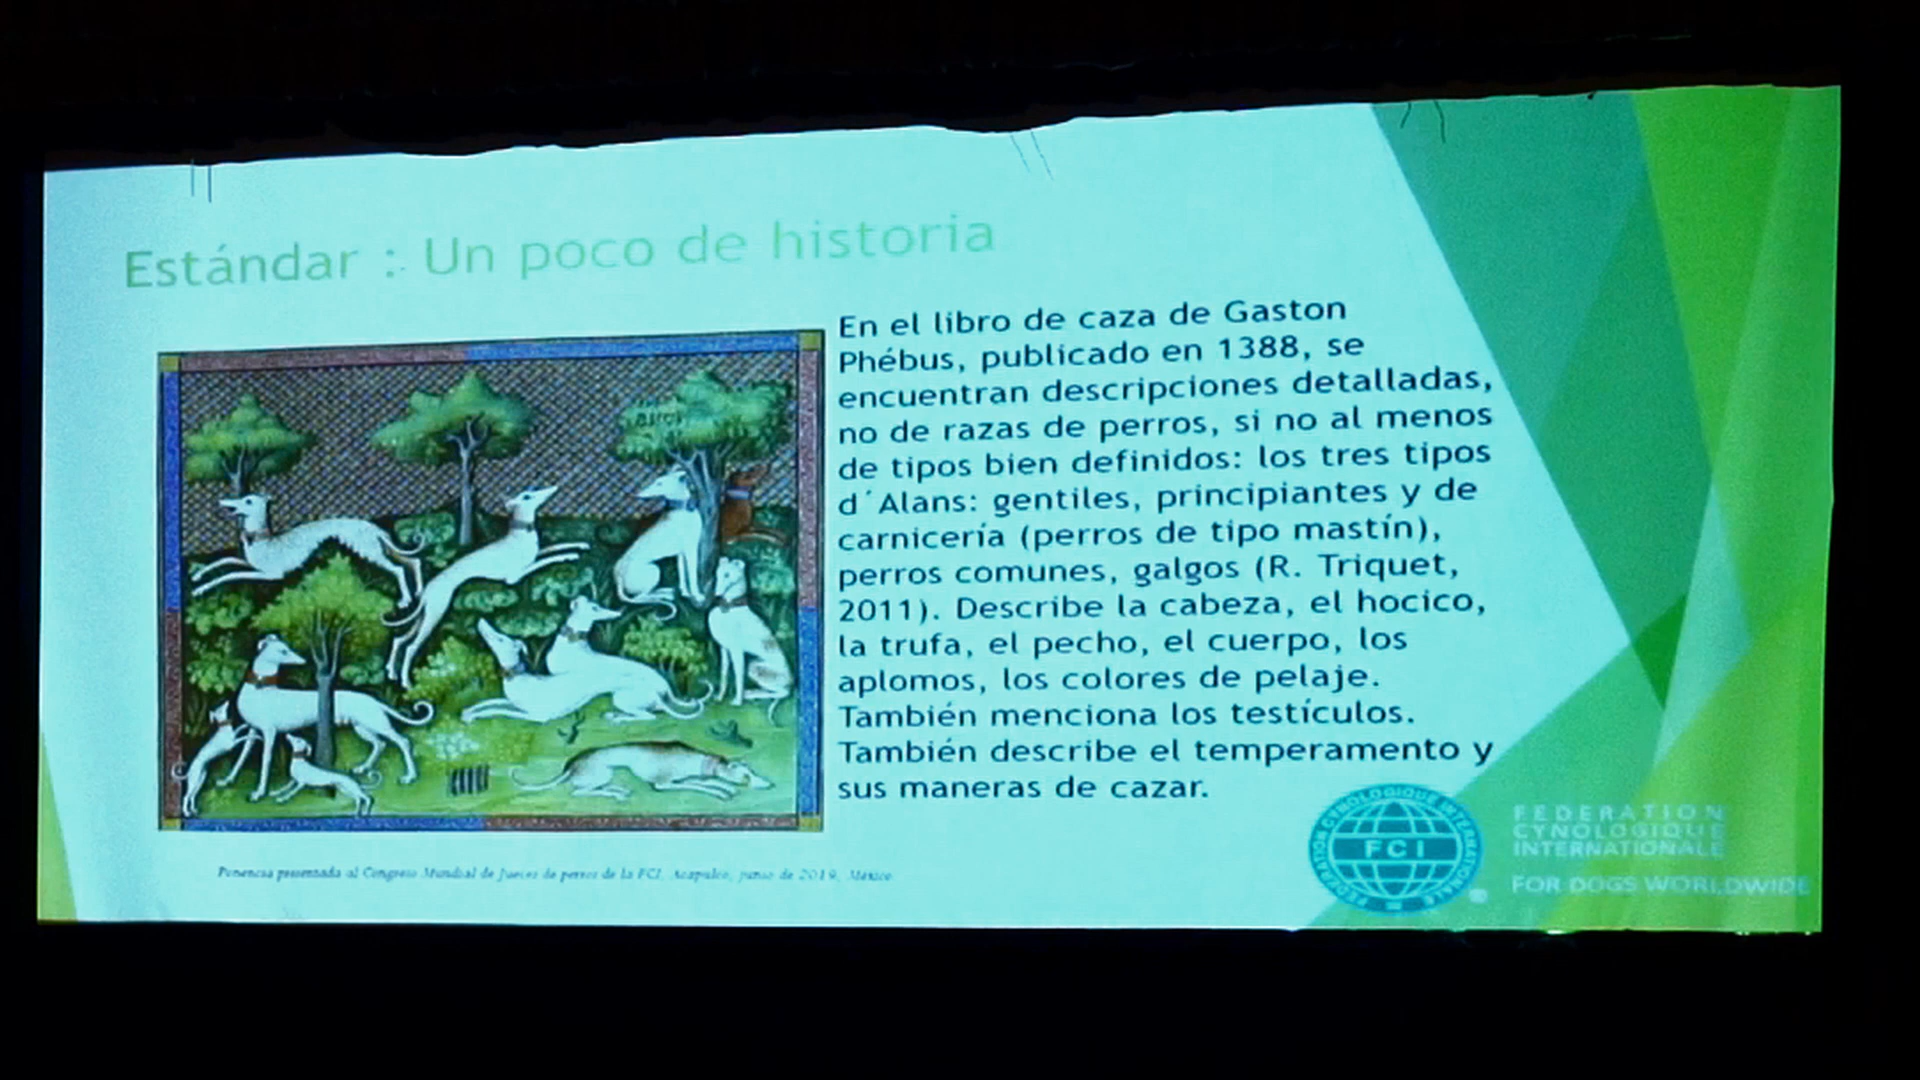 Estándar : Un poco de historia
En el libro de caza de Gaston
Phébus, publicado en 1388, se
encuentran descripciones detalladas,
no de razas de perros, si no al menos
de tipos bien definidos: los tres tipos
d´Alans: gentiles, principiantes y de
carnicería (perros de tipo mastín),
perros comunes, galgos (R. Triquet,
2011). Describe la cabeza, el hocico,
la trufa, el pecho, el cuerpo, los
aplomos, los colores de pelaje.
También menciona los testículos.
También describe el temperamento y
sus maneras de cazar.
Ponencia presentada al Congreso Mundial de Jueces de perros de la FCI. Acapulco, junio de 2019, México
FCI
FEDERATION CYNOLOGIQUE INTERNATIONALE
FEDERATION
CYNOLOGIQUE
INTERNATIONALE
FOR DOGS WORLDWIDE